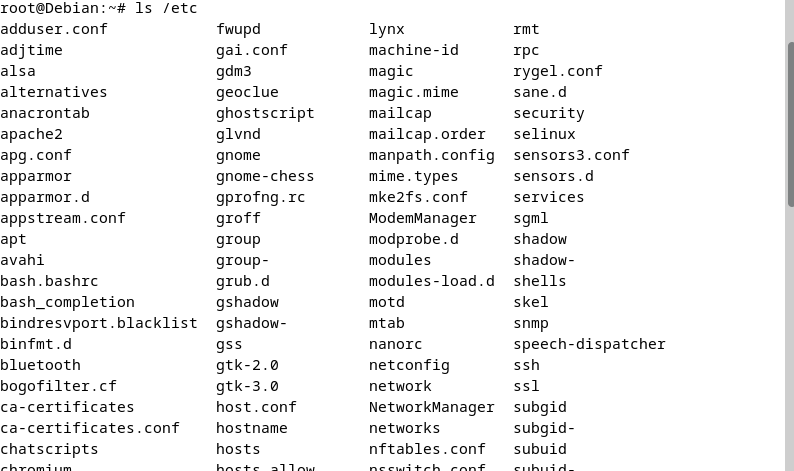 root@Debian:~# ls /etc
adduser.conf fwupd lynx rmt
adjtime gai.conf machine-id rpc
alsa gdm3 magic rygel.conf
alternatives geoclue magic.mime sane.d
anacrontab ghostscript mailcap security
apache2 glvnd mailcap.order selinux
apg.conf gnome manpath.config sensors3.conf
apparmor gnome-chess mime.types sensors.d
apparmor.d gprofng.rc mke2fs.conf services
appstream.conf groff ModemManager sgml
apt group modprobe.d shadow
avahi group- modules shadow-
bash.bashrc grub.d modules-load.d shells
bash_completion gshadow motd skel
bindresvport.blacklist gshadow- mtab snmp
binfmt.d gss nanorc speech-dispatcher
bluetooth gtk-2.0 netconfig ssh
bogofilter.cf gtk-3.0 network ssl
ca-certificates host.conf NetworkManager subgid
ca-certificates.conf hostname networks subgid-
chatscripts hosts nftables.conf subuid
chromium hosts.allow nsswitch.conf subuid-